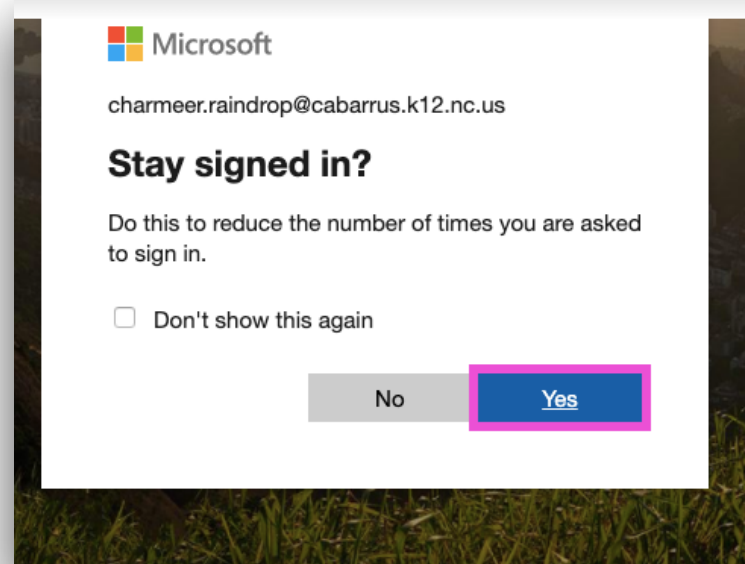 Microsoft
charmeer.raindrop@cabarrus.k12.nc.us
Stay signed in?
Do this to reduce the number of times you are asked
to sign in.
Don't show this again
No
Yes